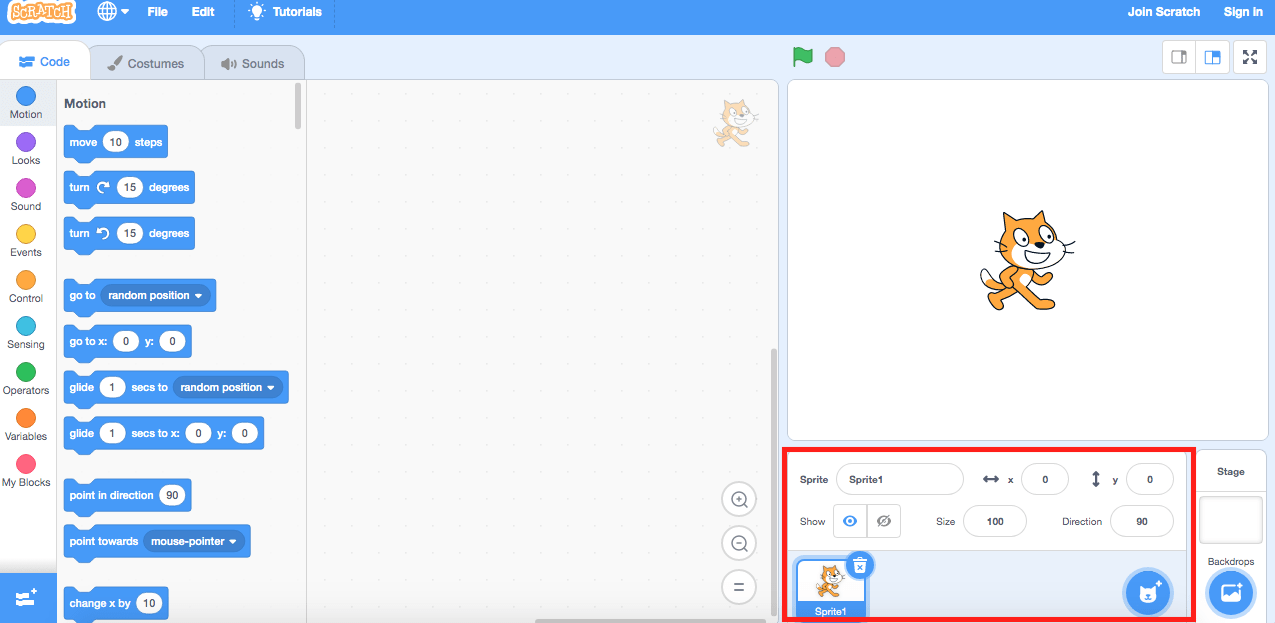 SCRATCH File Edit Tutorials Join Scratch Sign in
Code Costumes Sounds
Motion
Looks
Sound
Events
Control
Sensing
Operators
Variables
My Blocks
Motion
move 10 steps
turn 15 degrees
turn 15 degrees
go to random position
go to x: 0 y: 0
glide 1 secs to random position
glide 1 secs to x: 0 y: 0
point in direction 90
point towards mouse-pointer
change x by 10
Sprite Sprite1 x 0 y 0
Show Size 100 Direction 90
Sprite1
Stage
Backdrops